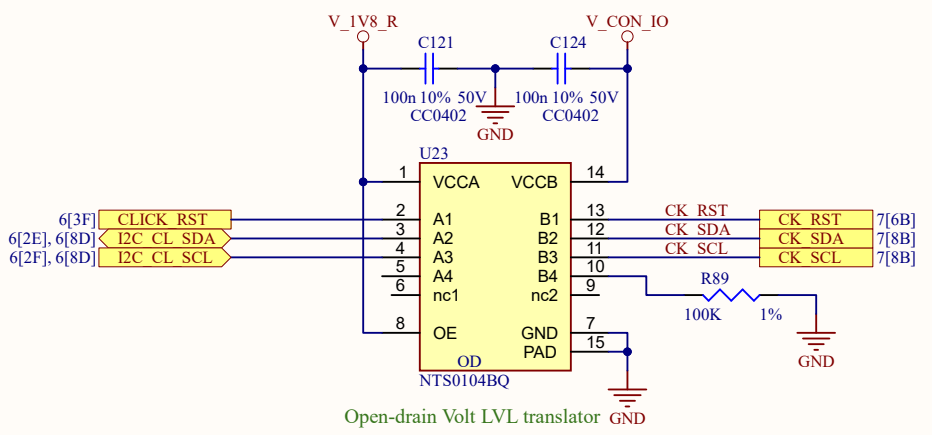 V_1V8_R
V_CON_IO
C121
C124
100n 10% 50V
100n 10% 50V
CC0402
CC0402
GND
U23
1 VCCA VCCB 14
6[3F] CLICK_RST 2 A1 B1 13 CK_RST CK_RST 7[6B]
6[2E], 6[8D] I2C_CL_SDA 3 A2 B2 12 CK_SDA CK_SDA 7[8B]
6[2F], 6[8D] I2C_CL_SCL 4 A3 B3 11 CK_SCL CK_SCL 7[8B]
5 A4 B4 10
6 nc1 nc2 9
R89
100K 1%
8 OE GND 7
PAD 15
GND
OD
NTS0104BQ
Open-drain Volt LVL translator
GND